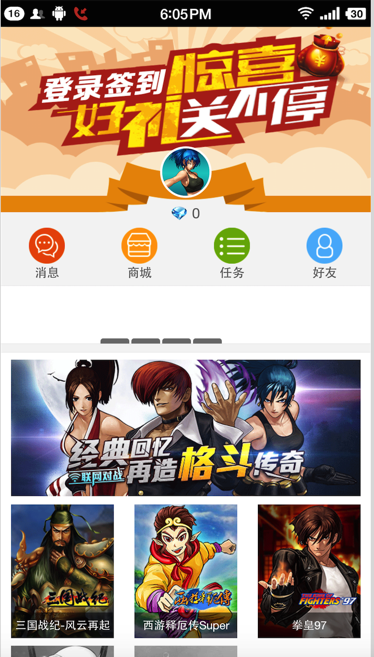 16
6:05PM
30
登录签到惊喜
好礼关不停
0
消息
商城
任务
好友
经典回忆
联网对战
再造格斗传奇
三国战纪
FIGHTERS'97
三国战纪-风云再起
西游释厄传Super
拳皇97